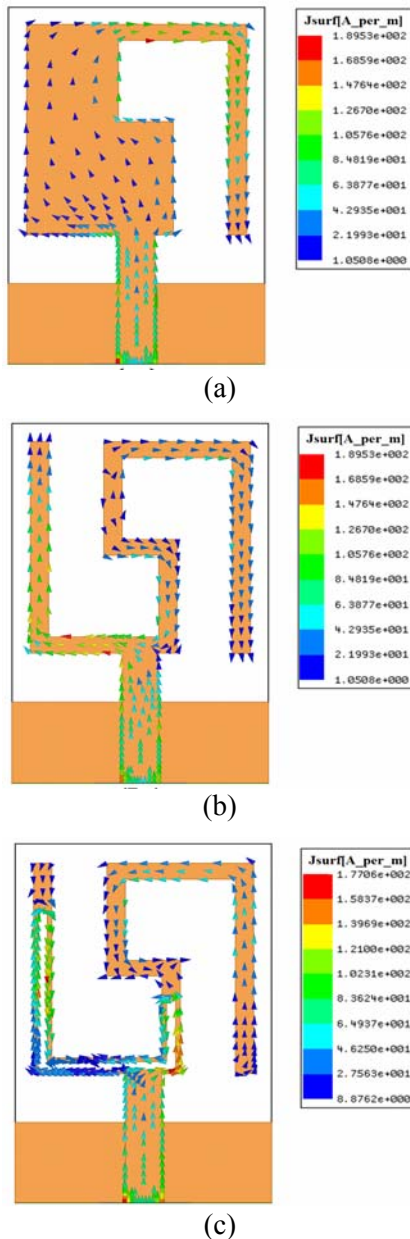 Jsurf[A_per_m]
1.8953e+002
1.6859e+002
1.4764e+002
1.2670e+002
1.0576e+002
8.4819e+001
6.3877e+001
4.2935e+001
2.1993e+001
1.0508e+000
(a)
Jsurf[A_per_m]
1.8953e+002
1.6859e+002
1.4764e+002
1.2670e+002
1.0576e+002
8.4819e+001
6.3877e+001
4.2935e+001
2.1993e+001
1.0508e+000
(b)
Jsurf[A_per_m]
1.7706e+002
1.5837e+002
1.3969e+002
1.2100e+002
1.0231e+002
8.3624e+001
6.4937e+001
4.6250e+001
2.7563e+001
8.8762e+000
(c)